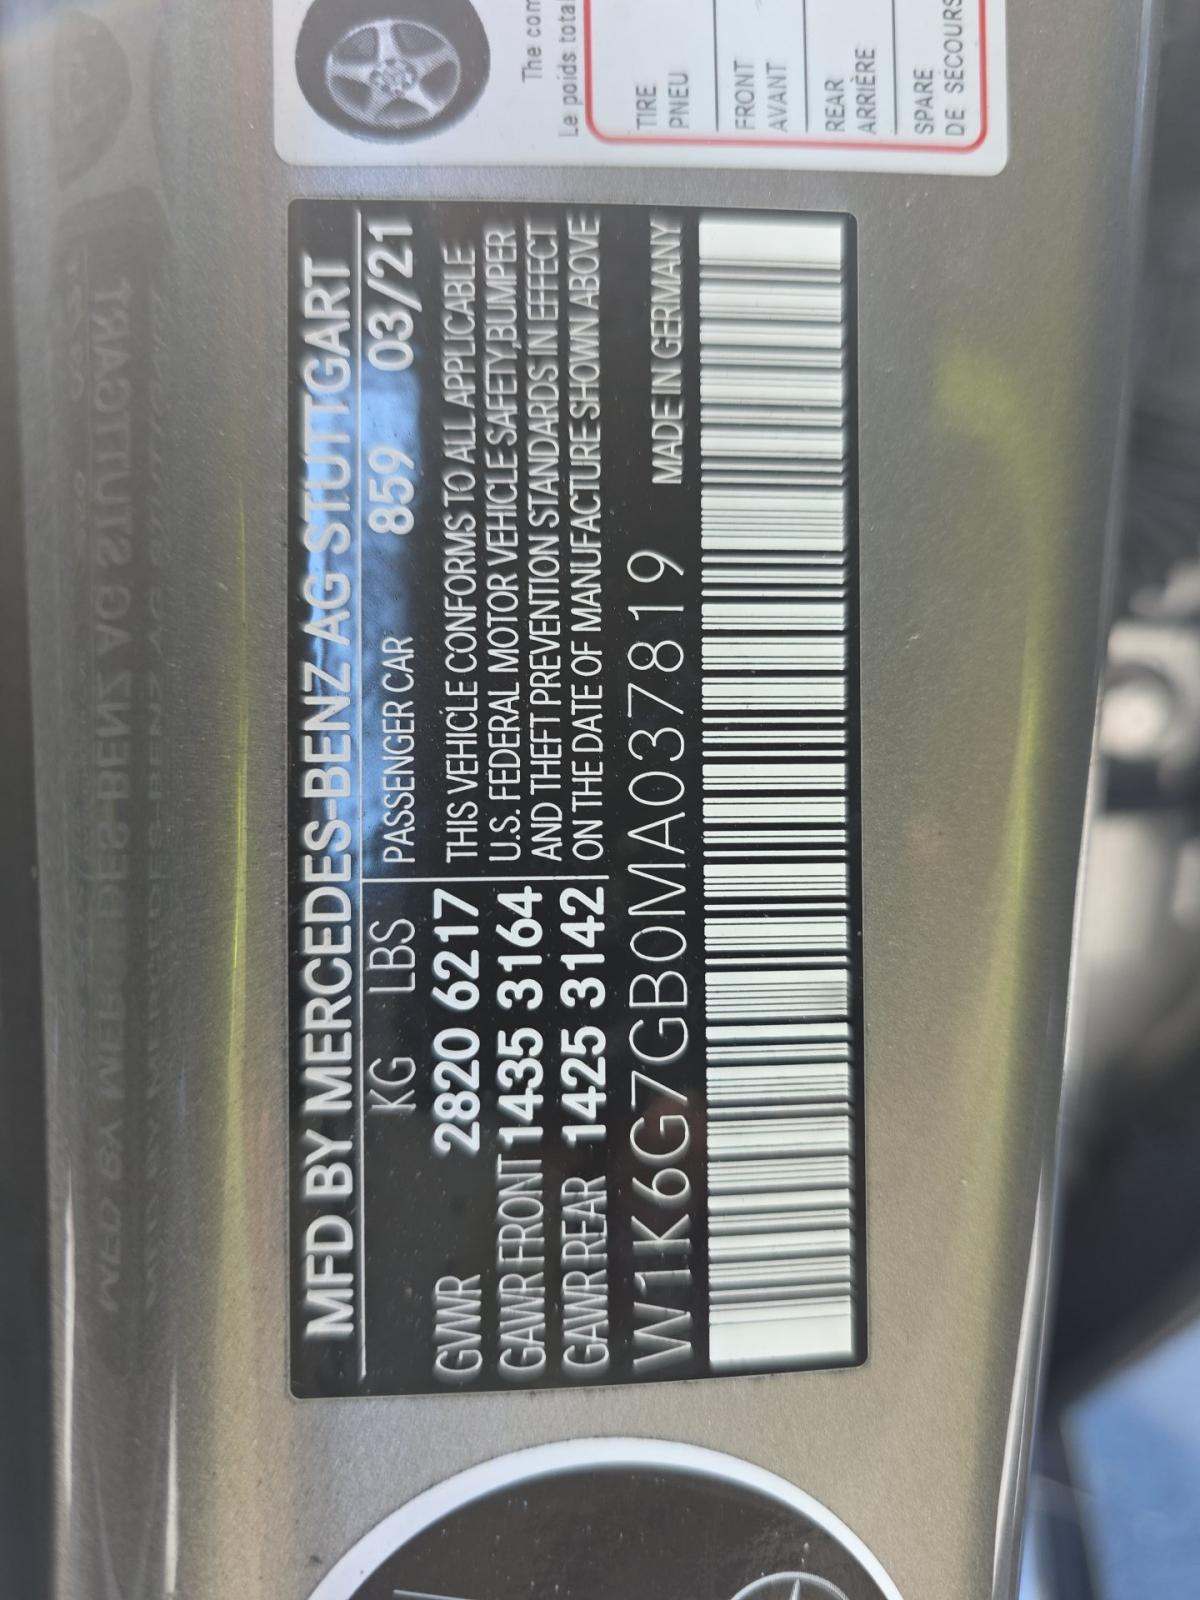 MFD BY MERCEDES-BENZ AG STUTTGART
KG LBS PASSENGER CAR 859 03/21
GVWR 2820 6217
GAWR FRONT 1435 3164
GAWR REAR 1425 3142
THIS VEHICLE CONFORMS TO ALL APPLICABLE
U.S. FEDERAL MOTOR VEHICLE SAFETY,BUMPER
AND THEFT PREVENTION STANDARDS IN EFFECT
ON THE DATE OF MANUFACTURE SHOWN ABOVE
W1K6G7GB0MA037819 MADE IN GERMANY
The com
Le poids total
TIRE
PNEU
FRONT
AVANT
REAR
ARRIÈRE
SPARE
DE SECOURS